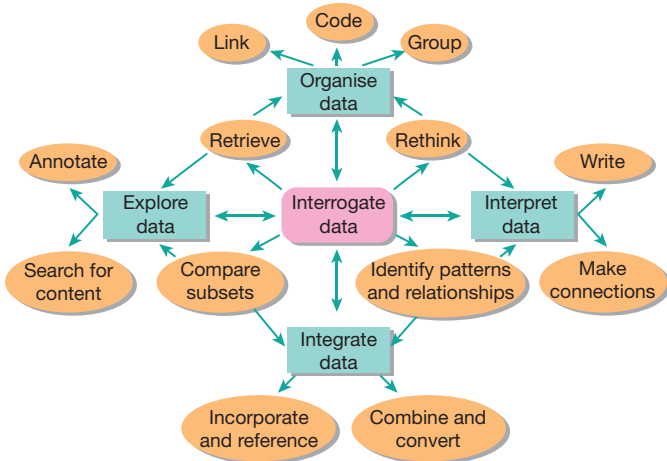 Code
Link
Group
Organise
data
Retrieve
Rethink
Annotate
Write
Explore
data
Interrogate
data
Interpret
data
Search for
content
Compare
subsets
Identify patterns
and relationships
Make
connections
Integrate
data
Incorporate
and reference
Combine and
convert